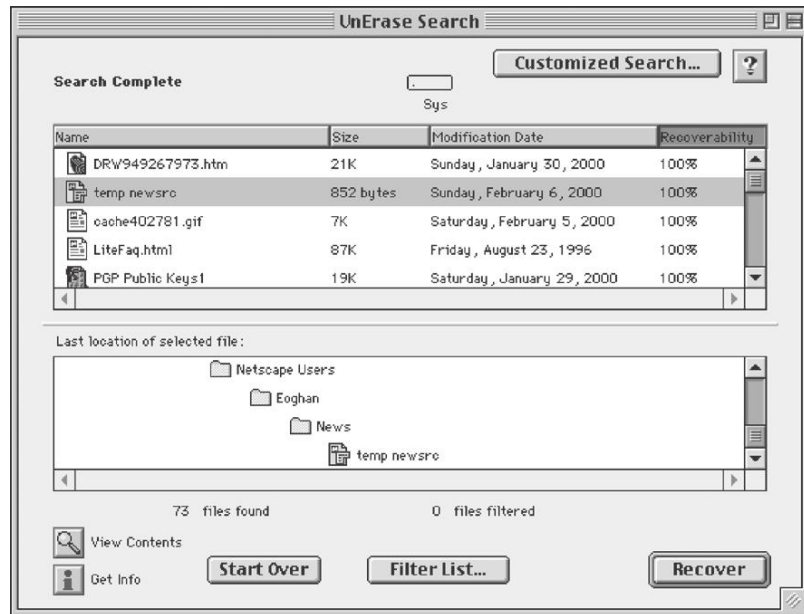 UnErase Search
Customized Search... ?
Search Complete
Sys
Name Size Modification Date Recoverability
DRW949267973.htm 21K Sunday, January 30, 2000 100%
temp newsrc 852 bytes Sunday, February 6, 2000 100%
cache402781.gif 7K Saturday, February 5, 2000 100%
LiteFaq.html 87K Friday, August 23, 1996 100%
PGP Public Keys1 19K Saturday, January 29, 2000 100%
Last location of selected file:
Netscape Users
Eoghan
News
temp newsrc
73 files found 0 files filtered
View Contents
Get Info Start Over Filter List... Recover